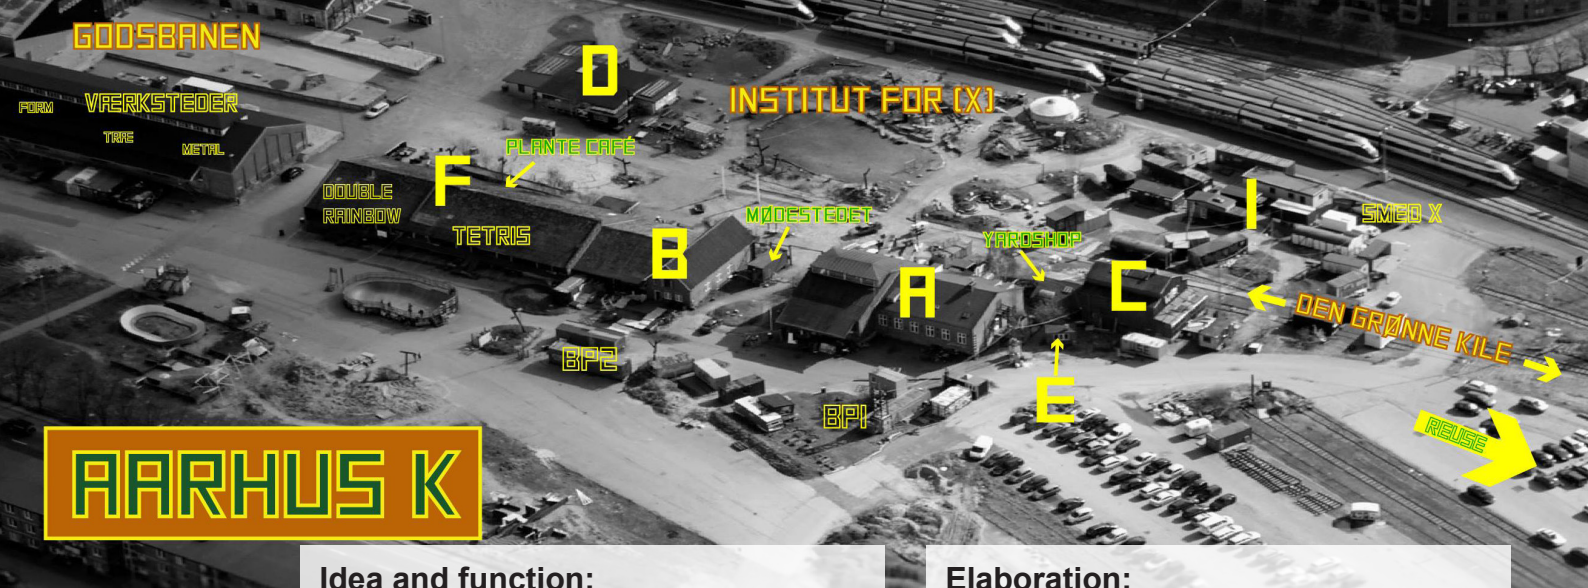 GODSBANEN
D
FORM
VÆRKSTEDER
TRÆ
METAL
INSTITUT FOR (X)
PLANTE CAFÉ
F
DOUBLE
RAINBOW
TETRIS
B
MØDESTEDET
YARDSHOP
I
SMED X
A
C
DEN GRØNNE KILE
BP2
BP1
E
REUSE
AARHUS K
Idea and function:
Elaboration: